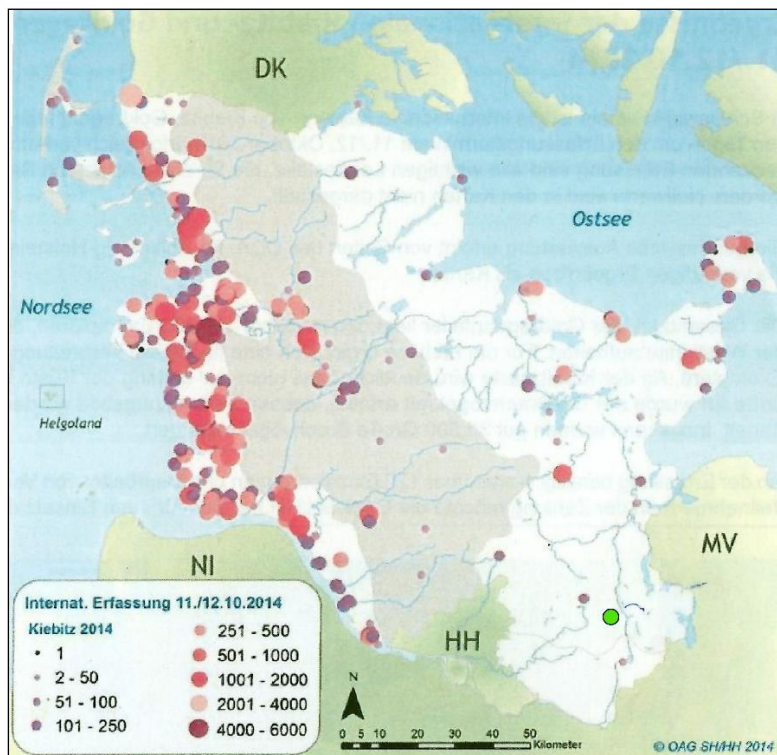 DK
Ostsee
Nordsee
Helgoland
MV
NI
HH
Internat. Erfassung 11./12.10.2014
Kiebitz 2014
1
2 - 50
51 - 100
101 - 250
251 - 500
501 - 1000
1001 - 2000
2001 - 4000
4000 - 6000
N
0 5 10 20 30 40 50
Kilometer
© OAG SH/HH 2014